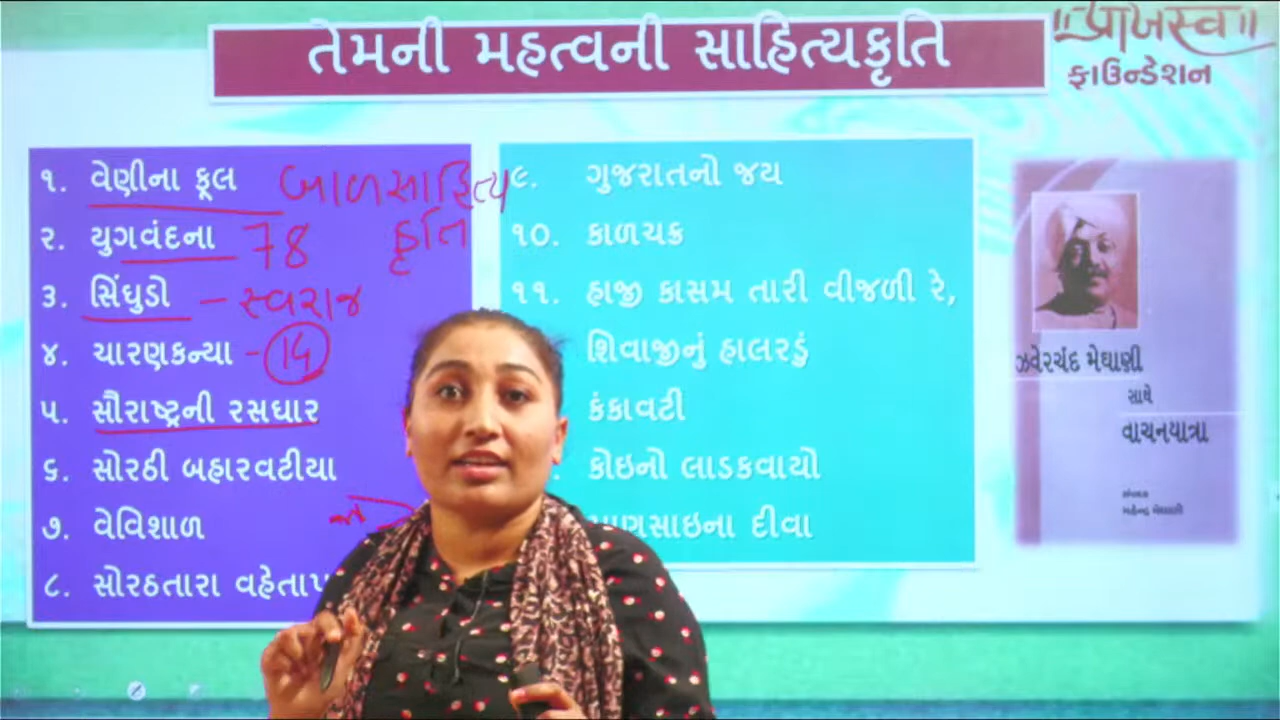 તેમની મહત્વની સાહિત્યકૃતિ
પ્રાખસ્વ
ફાઉન્ડેશન
૧. વેણીના ફૂલ બાળસાહિત્ય
કૃતિ
૨. યુગવંદના 78
૩. સિંધુડો - સ્વરાજ
૪. ચારણકન્યા - 14
૫. સૌરાષ્ટ્રની રસધાર
૬. સોરઠી બહારવટીયા
૭. વેવિશાળ
૮. સોરઠતારા વહેતા
૯. ગુજરાતનો જય
૧૦. કાળચક્ર
૧૧. હાજી કાસમ તારી વીજળી રે,
શિવાજીનું હાલરડું
કંકાવટી
કોઇનો લાડકવાયો
દીવા
ઝવેરચંદ મેઘાણી
સાથે
વાચનયાત્રા
મહેન્દ્ર મેઘાણી